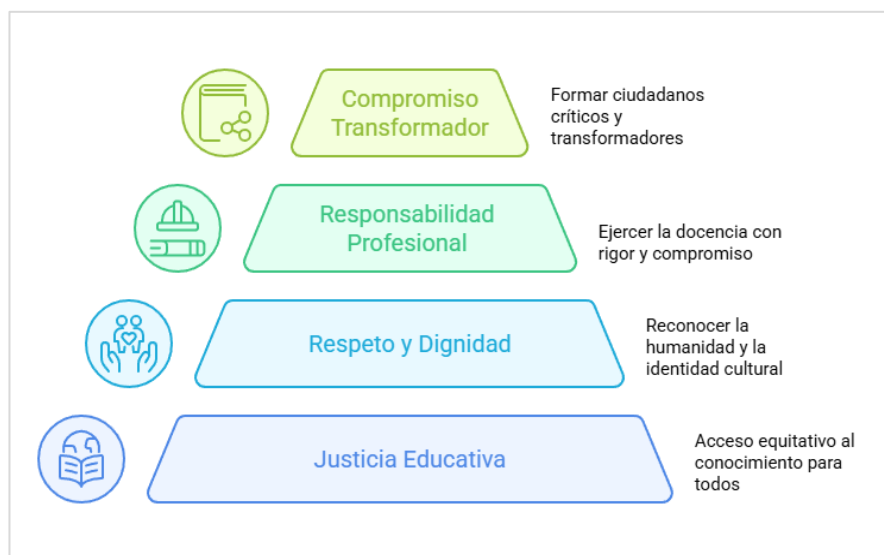 Compromiso
Transformador
Formar ciudadanos
críticos y
transformadores
Responsabilidad
Profesional
Ejercer la docencia con
rigor y compromiso
Respeto y Dignidad
Reconocer la
humanidad y la
identidad cultural
Justicia Educativa
Acceso equitativo al
conocimiento para
todos